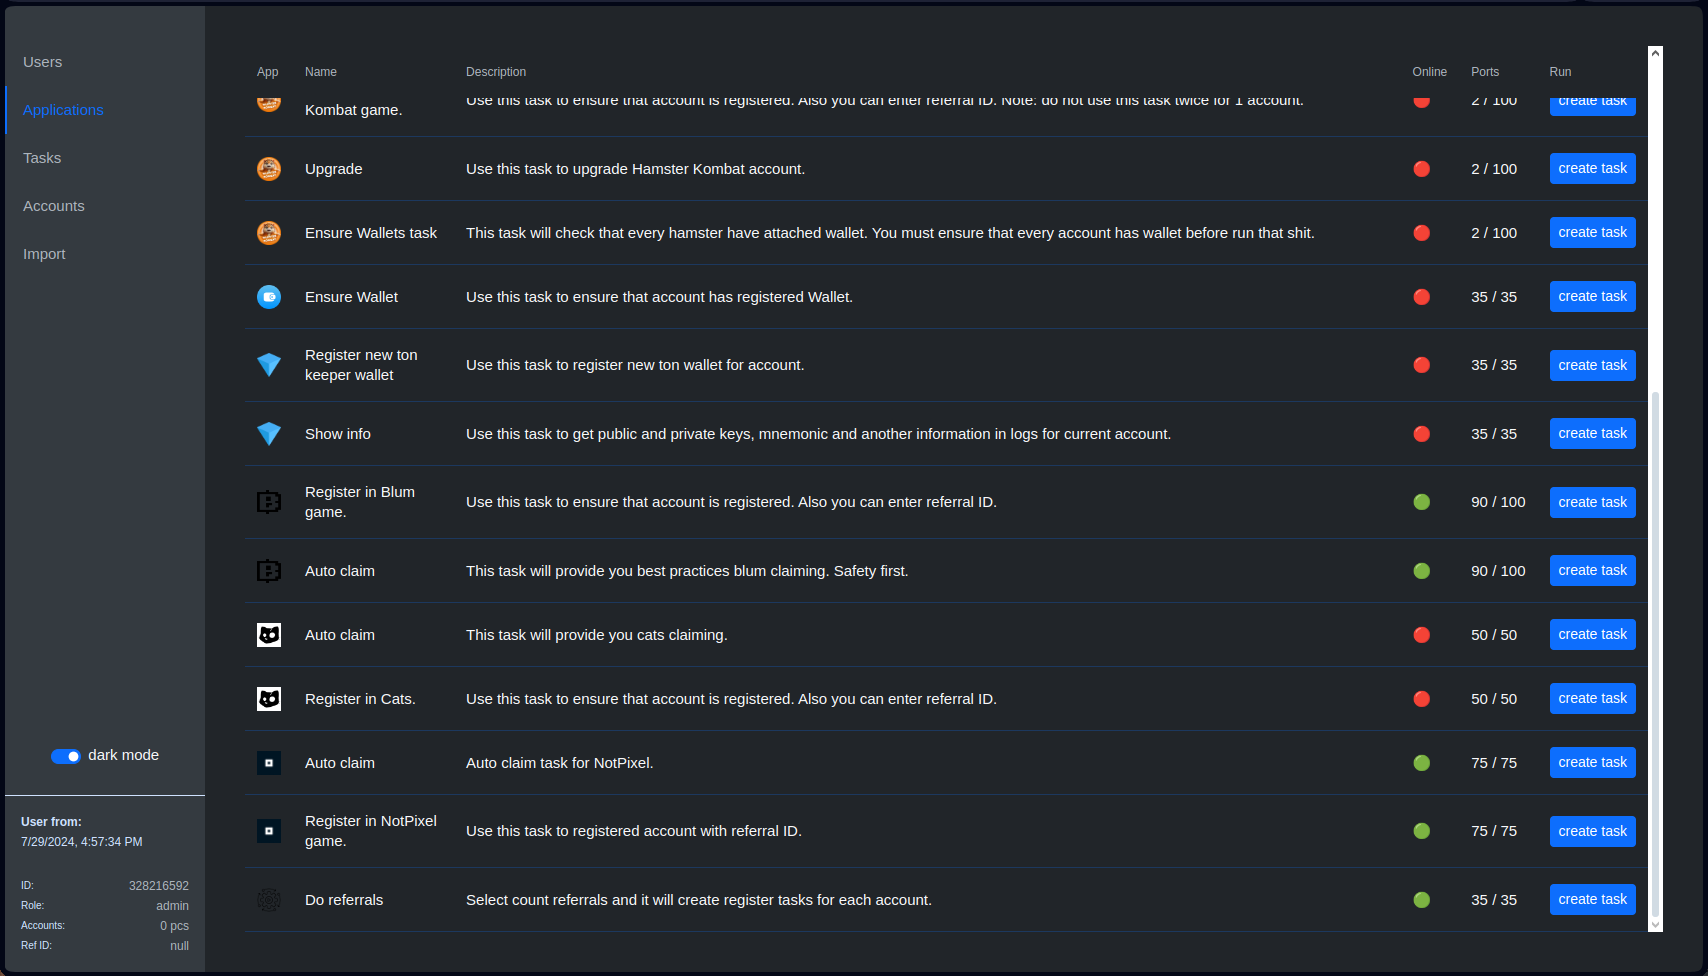 Users
Applications
Tasks
Accounts
Import
dark mode
User from:
7/29/2024, 4:57:34 PM
ID: 328216592
Role: admin
Accounts: 0 pcs
Ref ID: null
App Name Description Online Ports Run
Kombat game. Use this task to ensure that account is registered. Also you can enter referral ID. Note: do not use this task twice for 1 account. 2 / 100 create task
Upgrade Use this task to upgrade Hamster Kombat account. 2 / 100 create task
Ensure Wallets task This task will check that every hamster have attached wallet. You must ensure that every account has wallet before run that shit. 2 / 100 create task
Ensure Wallet Use this task to ensure that account has registered Wallet. 35 / 35 create task
Register new ton
keeper wallet Use this task to register new ton wallet for account. 35 / 35 create task
Show info Use this task to get public and private keys, mnemonic and another information in logs for current account. 35 / 35 create task
Register in Blum
game. Use this task to ensure that account is registered. Also you can enter referral ID. 90 / 100 create task
Auto claim This task will provide you best practices blum claiming. Safety first. 90 / 100 create task
Auto claim This task will provide you cats claiming. 50 / 50 create task
Register in Cats. Use this task to ensure that account is registered. Also you can enter referral ID. 50 / 50 create task
Auto claim Auto claim task for NotPixel. 75 / 75 create task
Register in NotPixel
game. Use this task to registered account with referral ID. 75 / 75 create task
Do referrals Select count referrals and it will create register tasks for each account. 35 / 35 create task